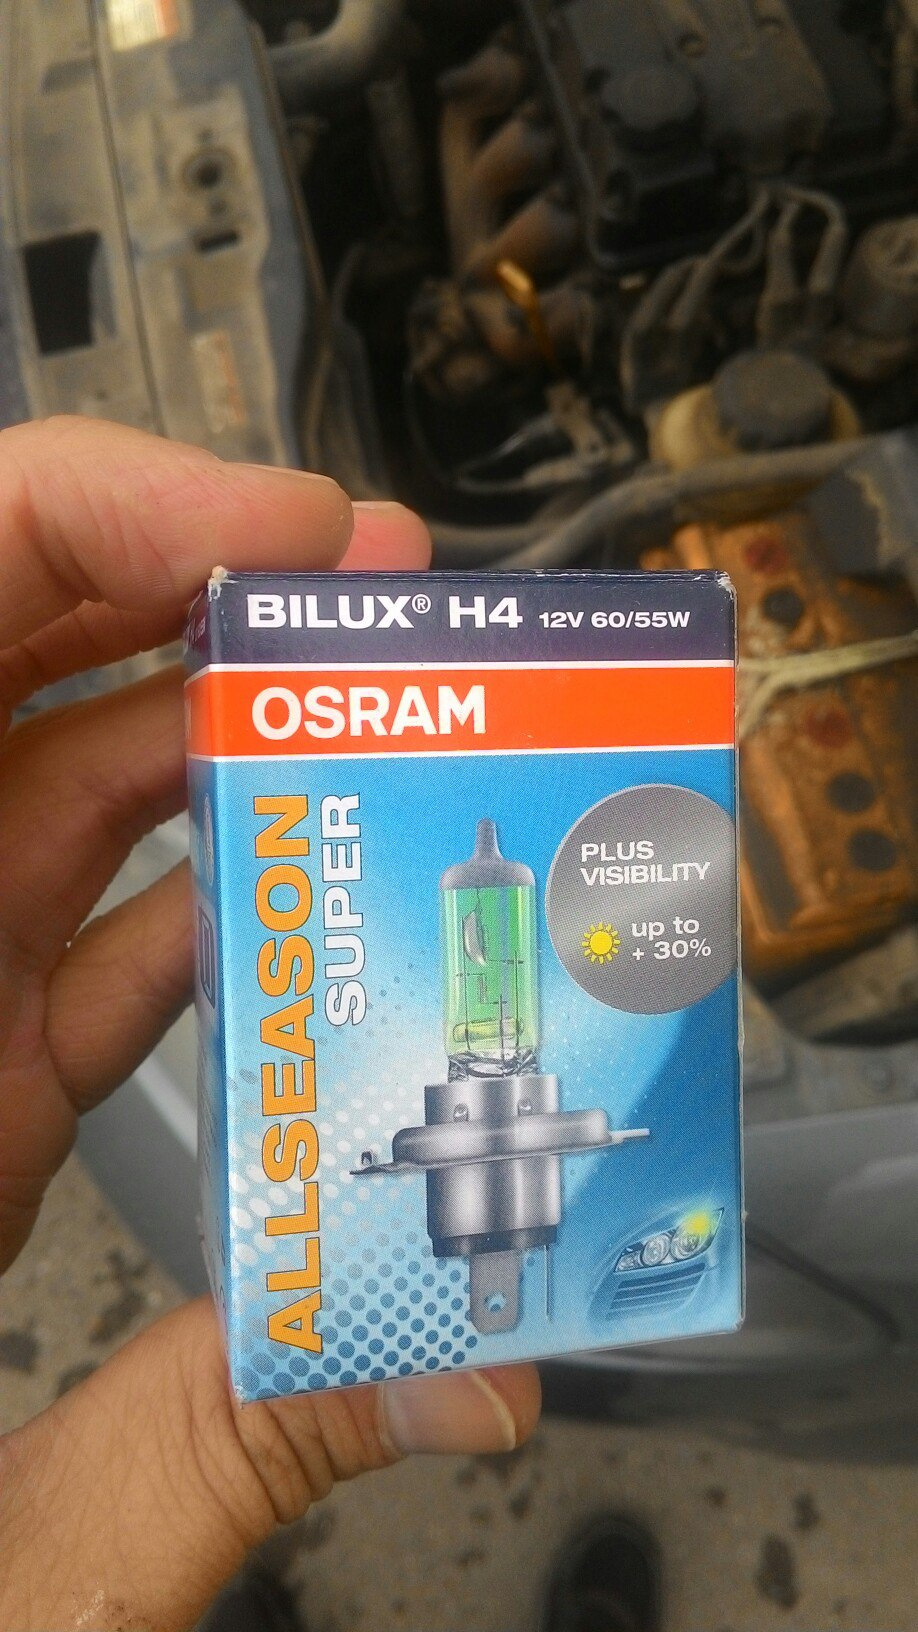 BILUX® H4 12V 60/55W
OSRAM
ALLSEASON
SUPER
PLUS
VISIBILITY
up to
+ 30%